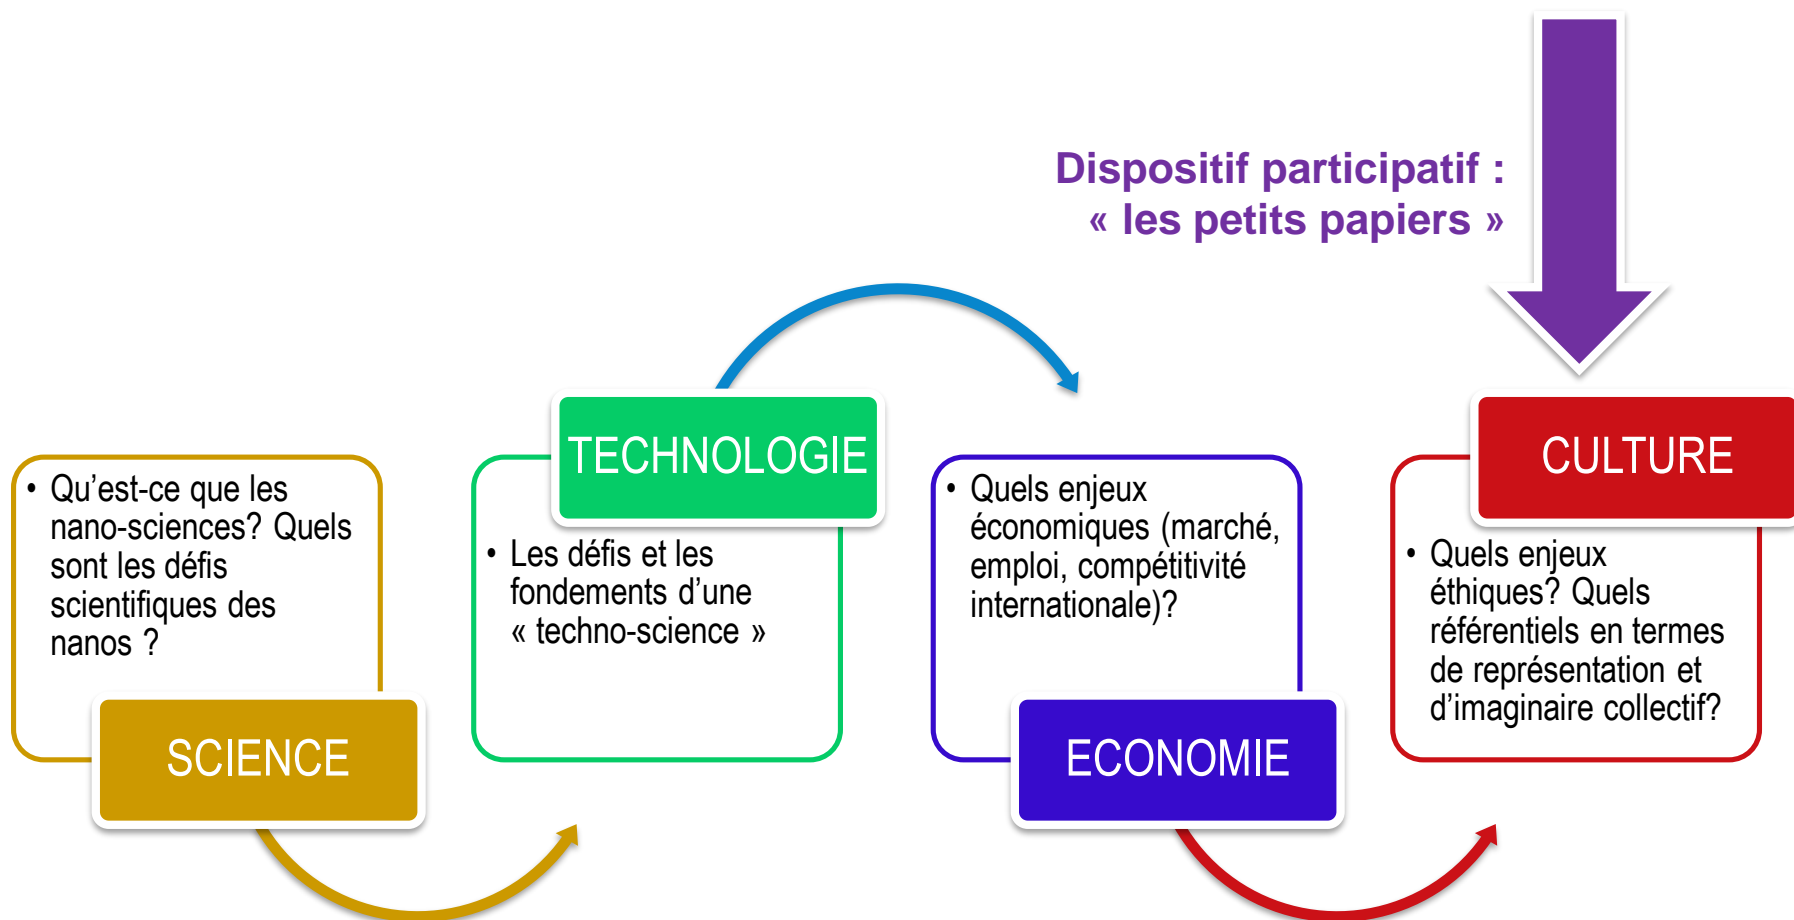 Dispositif participatif :
« les petits papiers »
• Qu’est-ce que les
nano-sciences? Quels
sont les défis
scientifiques des
nanos ?
SCIENCE
TECHNOLOGIE
• Les défis et les
fondements d’une
« techno-science »
• Quels enjeux
économiques (marché,
emploi, compétitivité
internationale)?
ECONOMIE
CULTURE
• Quels enjeux
éthiques? Quels
référentiels en termes
de représentation et
d’imaginaire collectif?